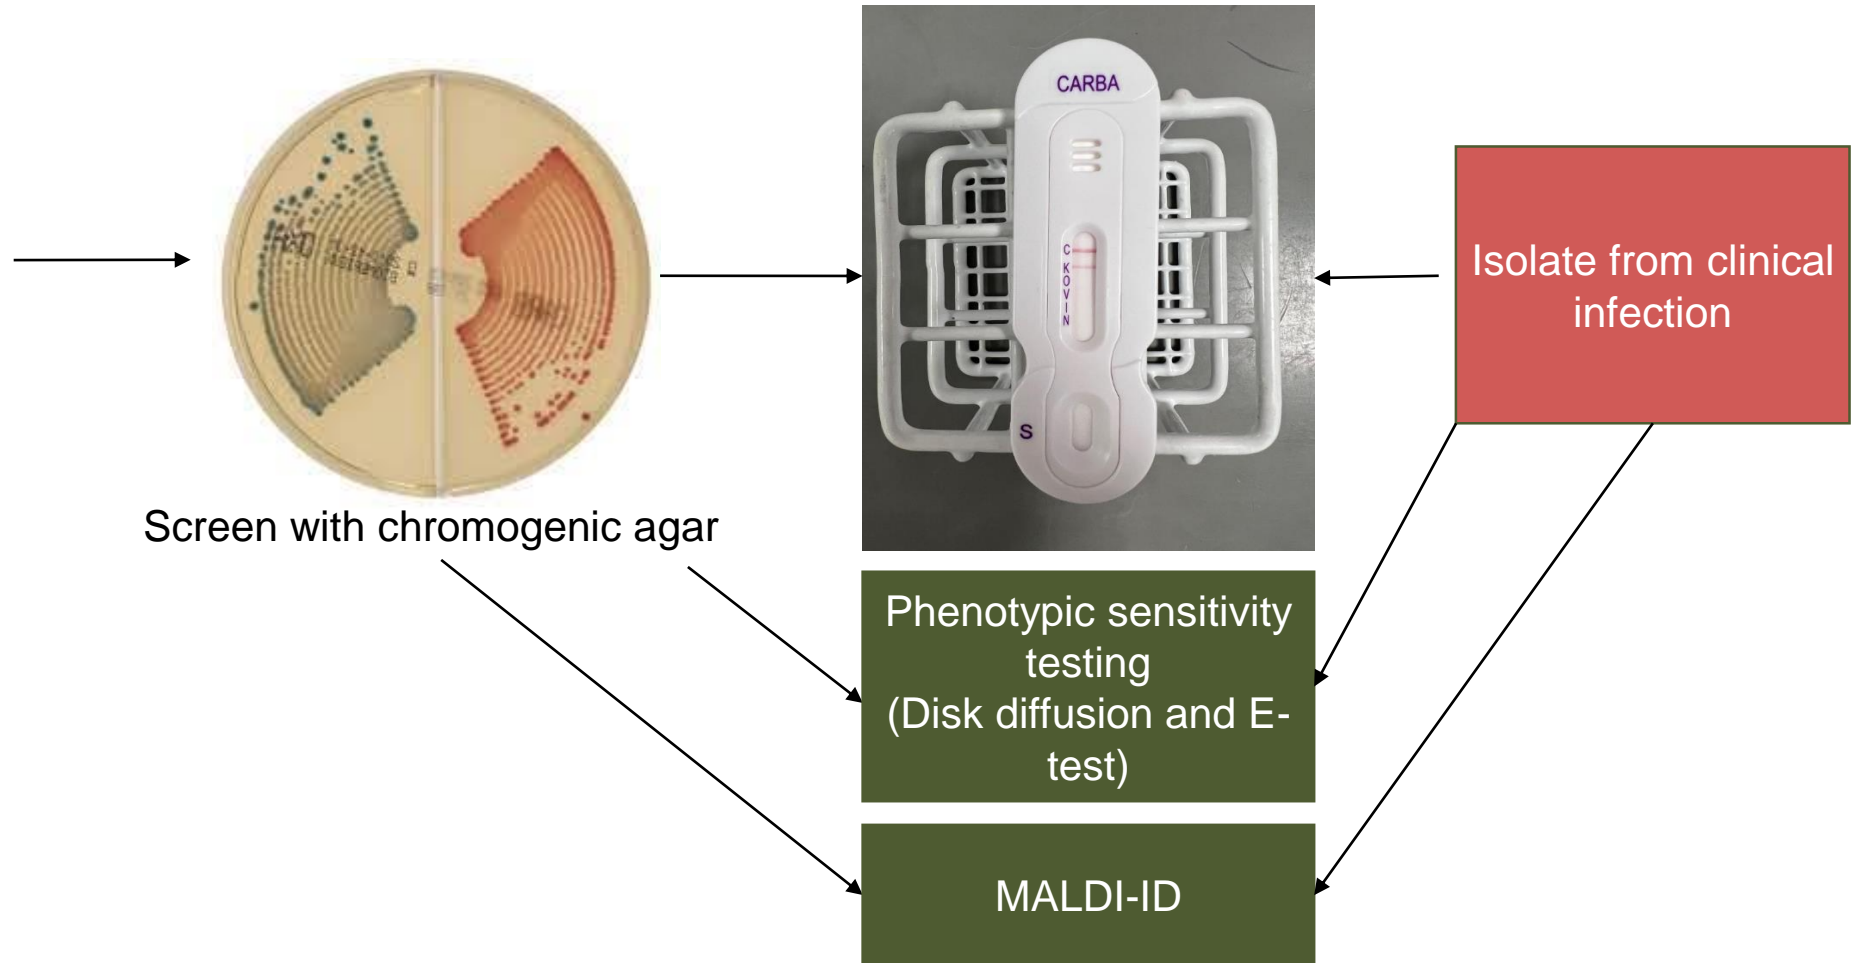 CARBA
C
K
O
V
I
N
S
Screen with chromogenic agar
Isolate from clinical
infection
Phenotypic sensitivity
testing
(Disk diffusion and E-
test)
MALDI-ID